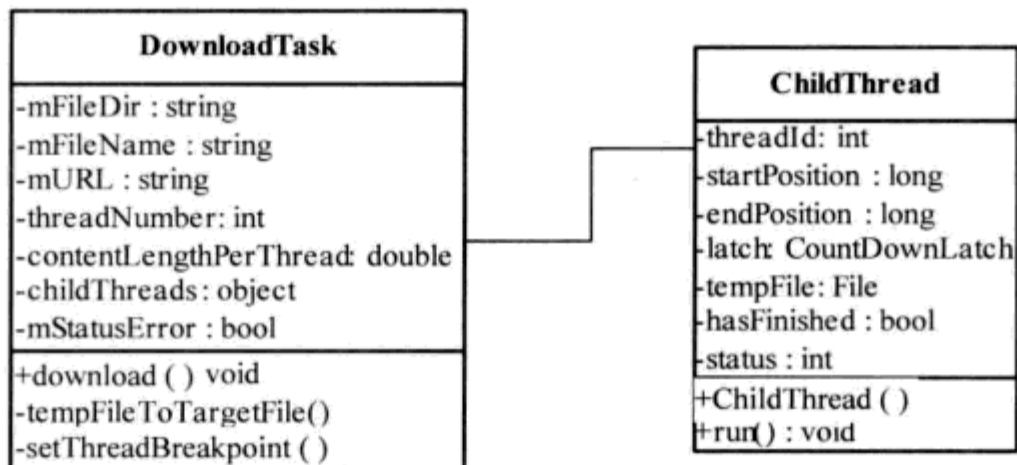 DownloadTask
-mFileDir : string
-mFileName : string
-mURL : string
-threadNumber: int
-contentLengthPerThread: double
-childThreads: object
-mStatusError : bool
+download ( ) void
-tempFileToTargetFile()
-setThreadBreakpoint ( )
ChildThread
-threadId: int
-startPosition : long
-endPosition : long
-latch: CountDownLatch
-tempFile: File
-hasFinished : bool
-status : int
+ChildThread ( )
+run() : void